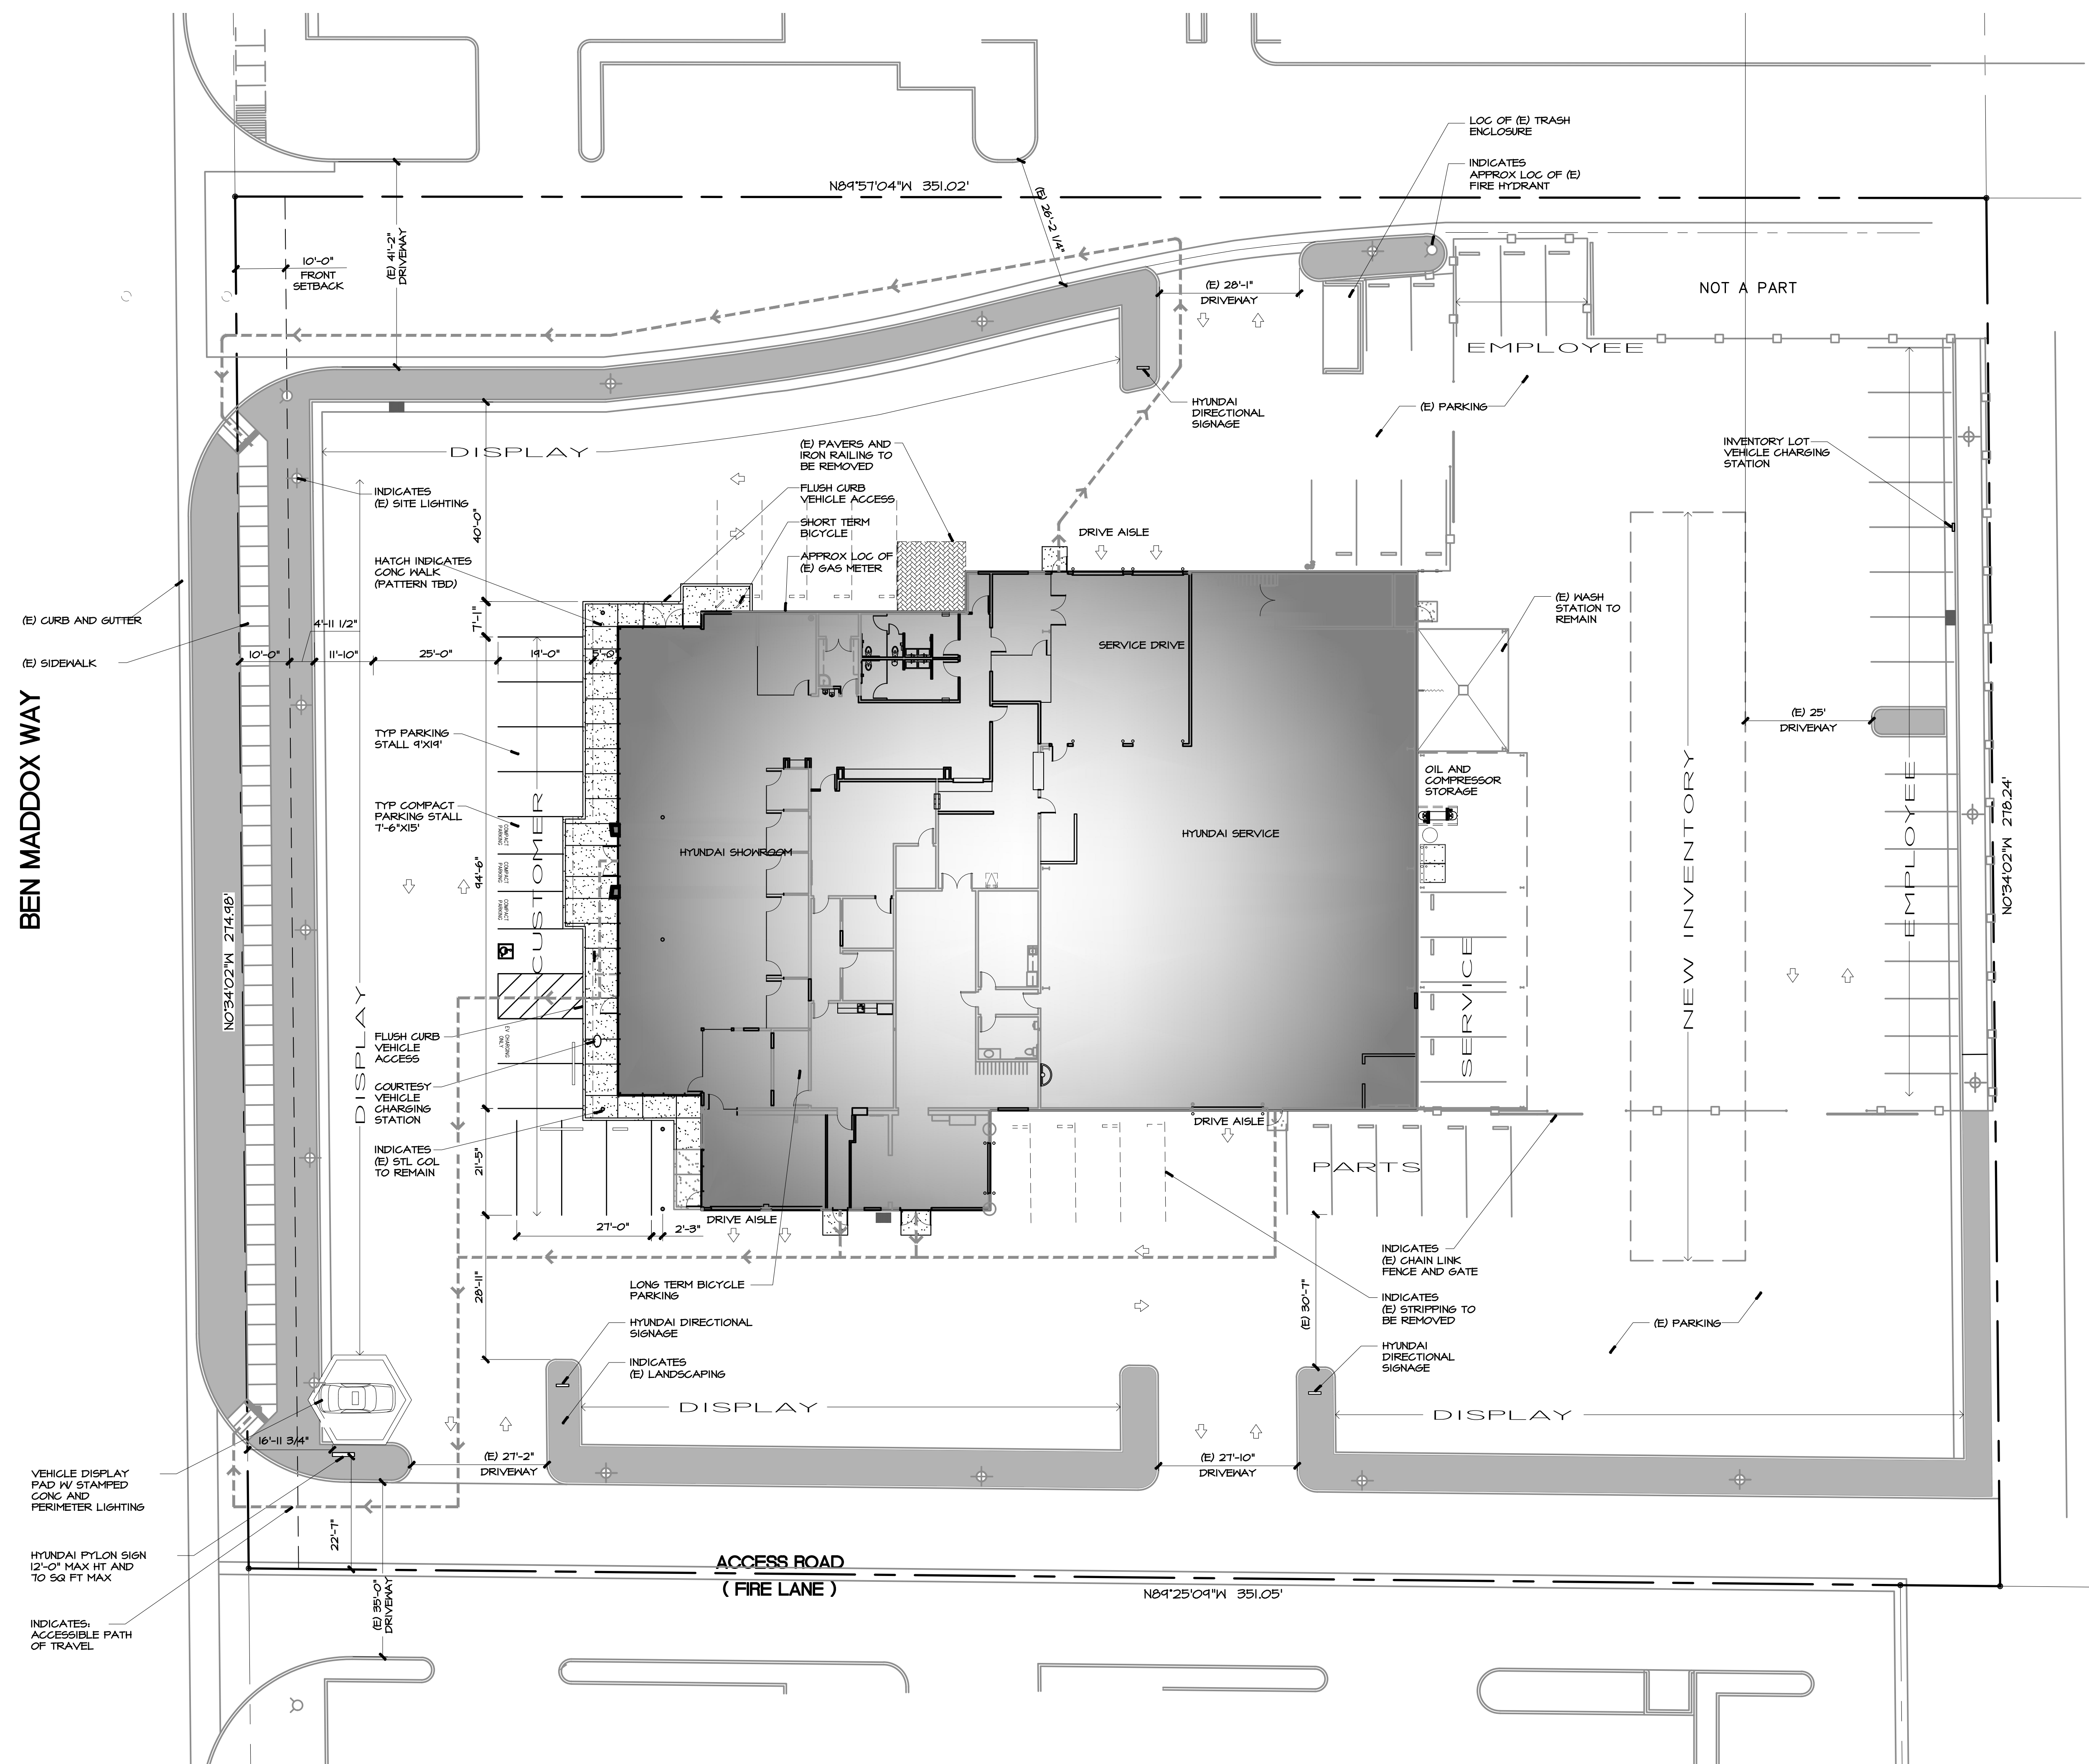 LOC OF (E) TRASH
ENCLOSURE
INDICATES
APPROX LOC OF (E)
FIRE HYDRANT
N89°57'04"W 351.02'
(E) 26'-2 1/4"
(E) 41'-2"
DRIVEWAY
10'-0"
FRONT
SETBACK
(E) 28'-1"
DRIVEWAY
NOT A PART
EMPLOYEE
HYUNDAI
DIRECTIONAL
SIGNAGE
(E) PARKING
INVENTORY LOT
VEHICLE CHARGING
STATION
DISPLAY
(E) PAVERS AND
IRON RAILING TO
BE REMOVED
INDICATES
(E) SITE LIGHTING
FLUSH CURB
VEHICLE ACCESS
SHORT TERM
BICYCLE
APPROX LOC OF
(E) GAS METER
40'-0"
DRIVE AISLE
HATCH INDICATES
CONC WALK
(PATTERN TBD)
7'-1"
(E) CURB AND GUTTER
4'-11 1/2"
(E) SIDEWALK
10'-0"
11'-10"
25'-0"
19'-0"
5'-0"
SERVICE DRIVE
(E) WASH
STATION TO
REMAIN
BEN MADDOX WAY
TYP PARKING
STALL 9'X19'
TYP COMPACT
PARKING STALL
7'-6"X15'
(E) 25'
DRIVEWAY
OIL AND
COMPRESSOR
STORAGE
COMPACT
PARKING
COMPACT
PARKING
COMPACT
PARKING
CUSTOMER
94'-6"
HYUNDAI SHOWROOM
HYUNDAI SERVICE
NEW INVENTORY
EMPLOYEE
N0°34'02"W 278.24'
N0°34'02"W 274.98'
DISPLAY
SERVICE
EV CHARGING
ONLY
FLUSH CURB
VEHICLE
ACCESS
COURTESY
VEHICLE
CHARGING
STATION
INDICATES
(E) STL COL
TO REMAIN
21'-5"
DRIVE AISLE
PARTS
27'-0"
2'-3"
DRIVE AISLE
28'-11"
LONG TERM BICYCLE
PARKING
INDICATES
(E) CHAIN LINK
FENCE AND GATE
INDICATES
(E) STRIPPING TO
BE REMOVED
(E) 30'-7"
HYUNDAI DIRECTIONAL
SIGNAGE
INDICATES
(E) LANDSCAPING
HYUNDAI
DIRECTIONAL
SIGNAGE
(E) PARKING
DISPLAY
DISPLAY
16'-11 3/4"
(E) 27'-2"
DRIVEWAY
(E) 27'-10"
DRIVEWAY
VEHICLE DISPLAY
PAD W/ STAMPED
CONC AND
PERIMETER LIGHTING
22'-7"
HYUNDAI PYLON SIGN
12'-0" MAX HT AND
70 SQ FT MAX
ACCESS ROAD
( FIRE LANE )
N89°25'09"W 351.05'
(E) 35'-0"
DRIVEWAY
INDICATES:
ACCESSIBLE PATH
OF TRAVEL